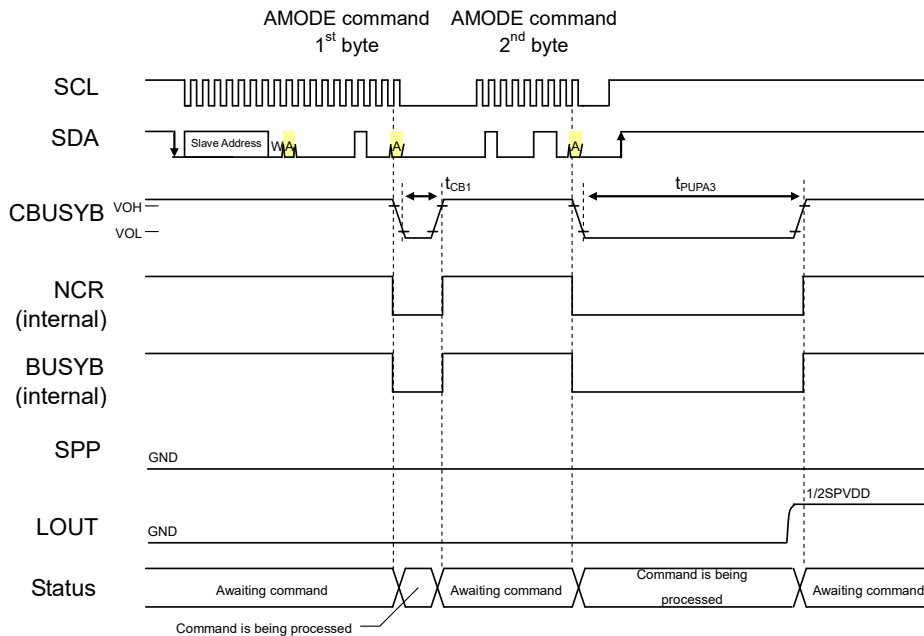 AMODE command
1st byte
AMODE command
2nd byte
SCL
SDA
Slave Address
W
A
A
A
tCB1
tPUPA3
CBUSYB
VOH
VOL
NCR
(internal)
BUSYB
(internal)
SPP
GND
LOUT
GND
1/2SPVDD
Status
Awaiting command
Awaiting command
Command is being
processed
Awaiting command
Command is being processed